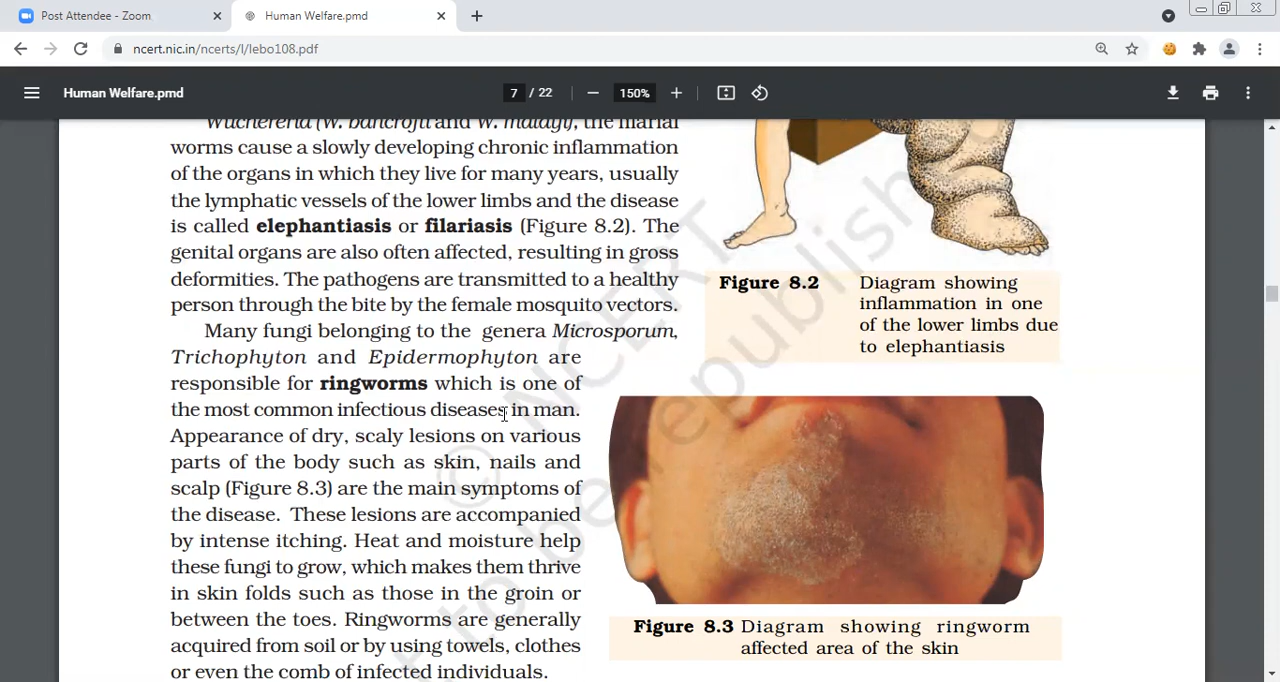 Post Attendee - Zoom
Human Welfare.pmd
ncert.nic.in/ncerts/l/lebo108.pdf
Human Welfare.pmd
7 / 22
150%
Wuchereria (W. bancrofti and W. malayi), the filarial
worms cause a slowly developing chronic inflammation
of the organs in which they live for many years, usually
the lymphatic vessels of the lower limbs and the disease
is called elephantiasis or filariasis (Figure 8.2). The
genital organs are also often affected, resulting in gross
deformities. The pathogens are transmitted to a healthy
person through the bite by the female mosquito vectors.
Many fungi belonging to the genera Microsporum,
Trichophyton and Epidermophyton are
responsible for ringworms which is one of
the most common infectious diseases in man.
Appearance of dry, scaly lesions on various
parts of the body such as skin, nails and
scalp (Figure 8.3) are the main symptoms of
the disease. These lesions are accompanied
by intense itching. Heat and moisture help
these fungi to grow, which makes them thrive
in skin folds such as those in the groin or
between the toes. Ringworms are generally
acquired from soil or by using towels, clothes
or even the comb of infected individuals.
Figure 8.2 Diagram showing
inflammation in one
of the lower limbs due
to elephantiasis
Figure 8.3 Diagram showing ringworm
affected area of the skin
© NCERT
to be republished